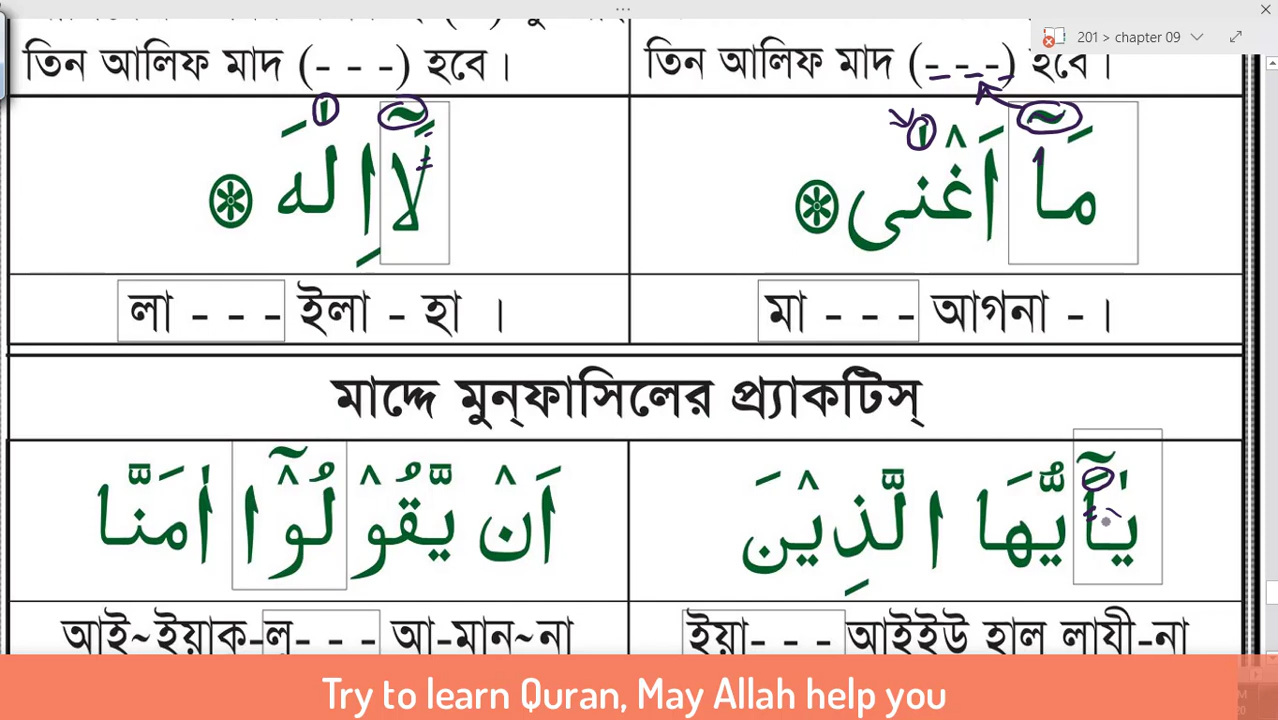 201 > chapter 09
তিন আলিফ মাদ (- - -) হবে।
তিন আলিফ মাদ (- - -) হবে।
لَّآ اِلٰهَ
مَآ اَغْنٰى
লা - - - ইলা - হা ।
মা - - - আগনা - ।
মাদ্দে মুন্ফাসিলের প্র্যাকটিস্
اَنْ يَّقُوْلُوْٓا اٰمَنَّا
يٰٓاَيُّهَا الَّذِيْنَ
আই~ইয়াক-লূ- - - আ-মান~না
ইয়া- - - আইইউ হাল লাযী-না
Try to learn Quran, May Allah help you